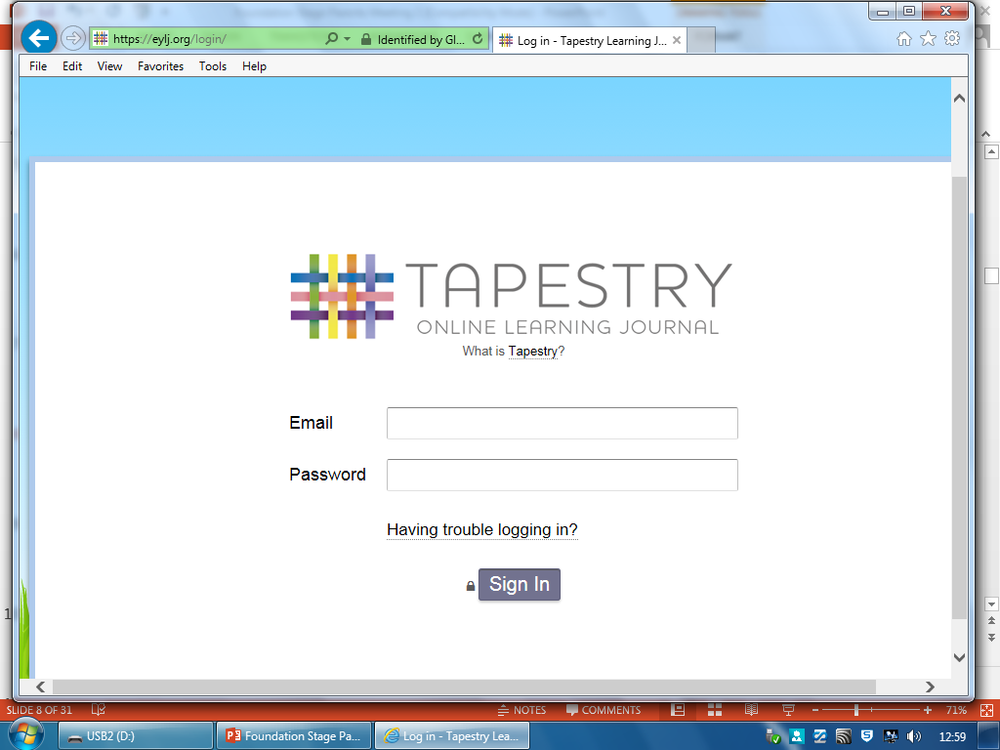 https://eylj.org/login/
Identified by Gl...
Log in - Tapestry Learning J...
File Edit View Favorites Tools Help
TAPESTRY
ONLINE LEARNING JOURNAL
What is Tapestry?
Email
Password
Having trouble logging in?
Sign In
SLIDE 8 OF 31
NOTES
COMMENTS
71%
USB2 (D:)
Foundation Stage Pa...
Log in - Tapestry Lea...
12:59